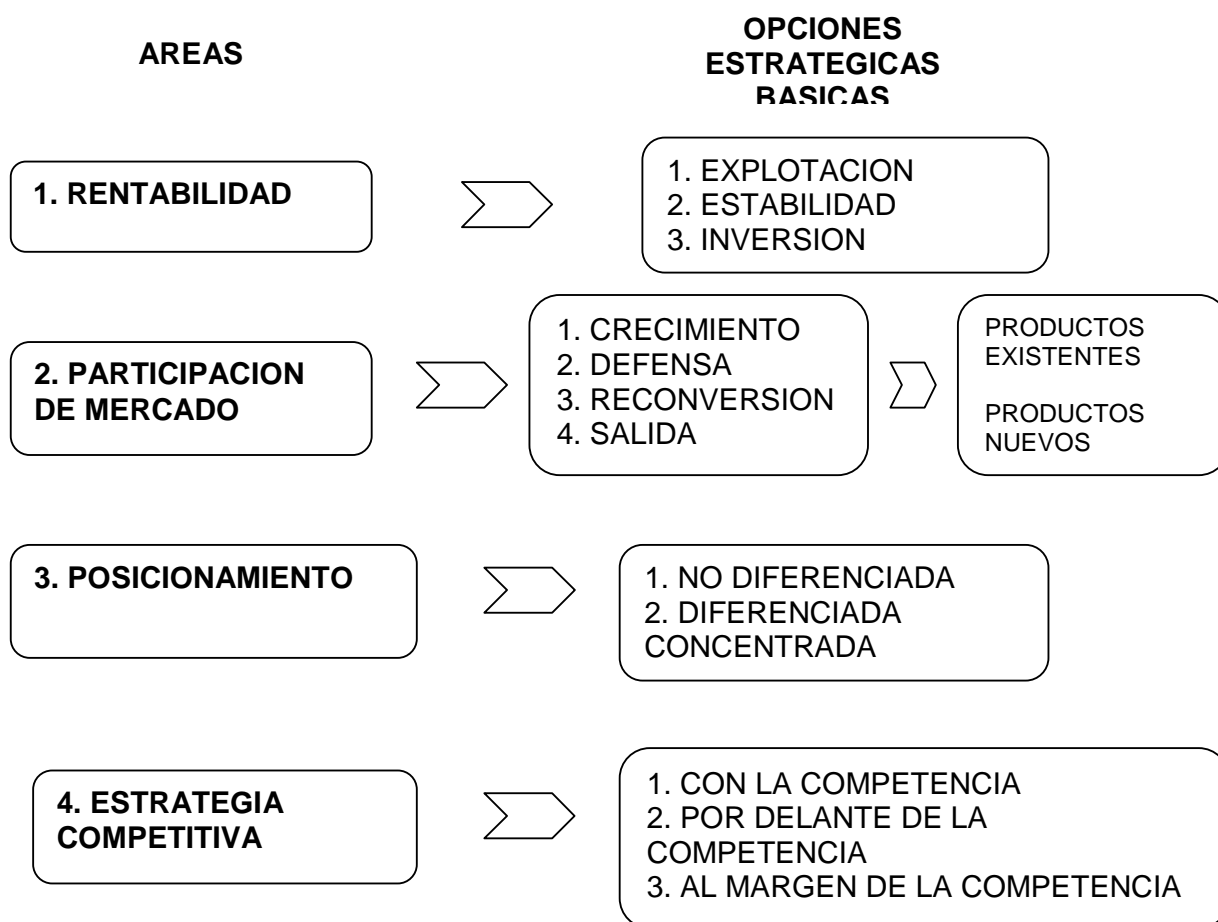 AREAS
OPCIONES
ESTRATEGICAS
BASICAS
1. RENTABILIDAD
1. EXPLOTACION
2. ESTABILIDAD
3. INVERSION
2. PARTICIPACION
DE MERCADO
1. CRECIMIENTO
2. DEFENSA
3. RECONVERSION
4. SALIDA
PRODUCTOS
EXISTENTES
PRODUCTOS
NUEVOS
3. POSICIONAMIENTO
1. NO DIFERENCIADA
2. DIFERENCIADA
CONCENTRADA
4. ESTRATEGIA
COMPETITIVA
1. CON LA COMPETENCIA
2. POR DELANTE DE LA
COMPETENCIA
3. AL MARGEN DE LA COMPETENCIA